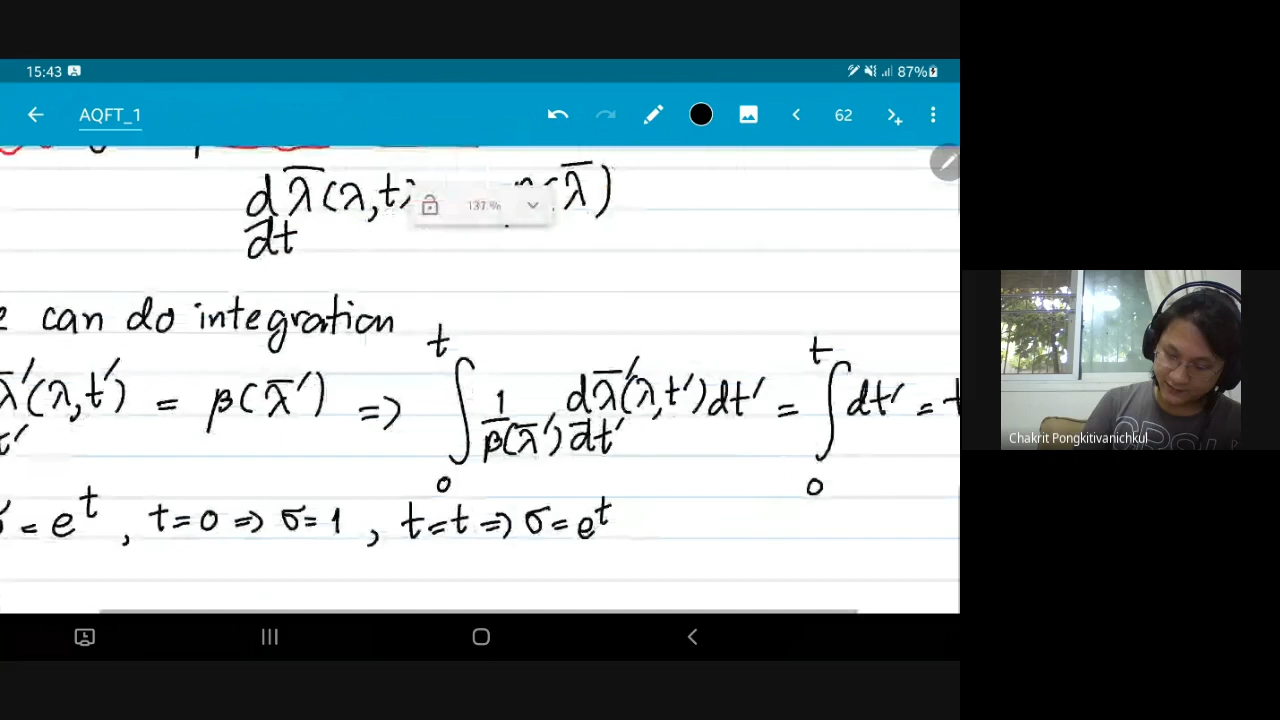 15:43 87%
AQFT_1 62
d λ̄(λ,t) (λ̄)
dt
137 %
can do integration
λ̄′(λ,t′) = β(λ̄′) => ∫₀ᵗ 1/β(λ̄′) dλ̄′(λ,t′)/dt′ dt′ = ∫₀ᵗ dt′ = t
= eᵗ , t=0 => σ=1 , t=t => σ=eᵗ
Chakrit Pongkitivanichkul